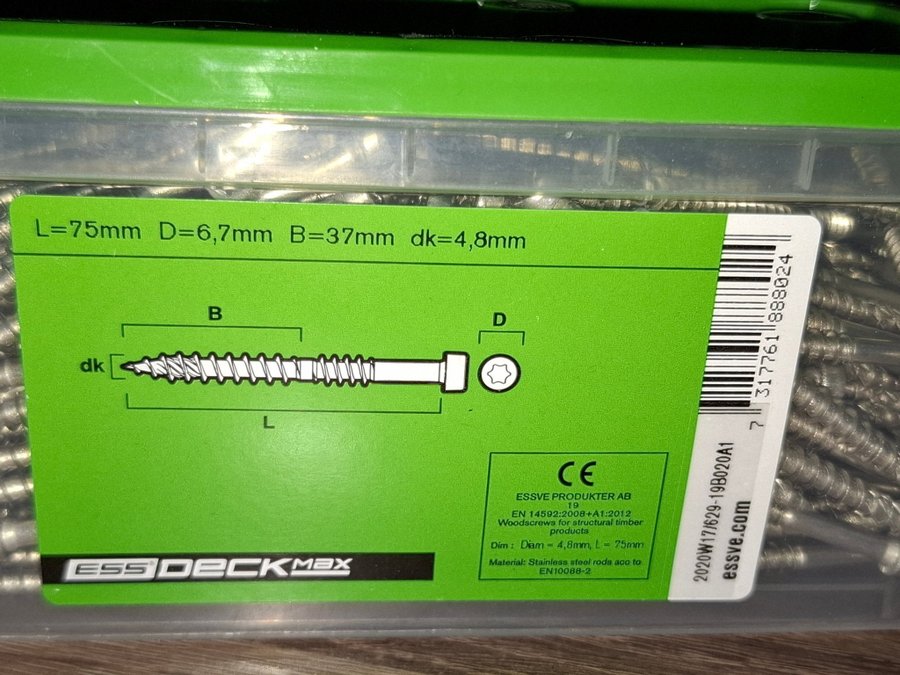 L=75mm D=6,7mm B=37mm dk=4,8mm
B
D
dk
L
CE
ESSVE PRODUKTER AB
19
EN 14592:2008+A1:2012
Woodscrews for structural timber
products
Dim : Diam = 4,8mm, L = 75mm
Material: Stainless steel rods acc to
EN10088-2
ESSDECKMAX
7 317761 888024
2020W17/629-19B020A1
essve.com